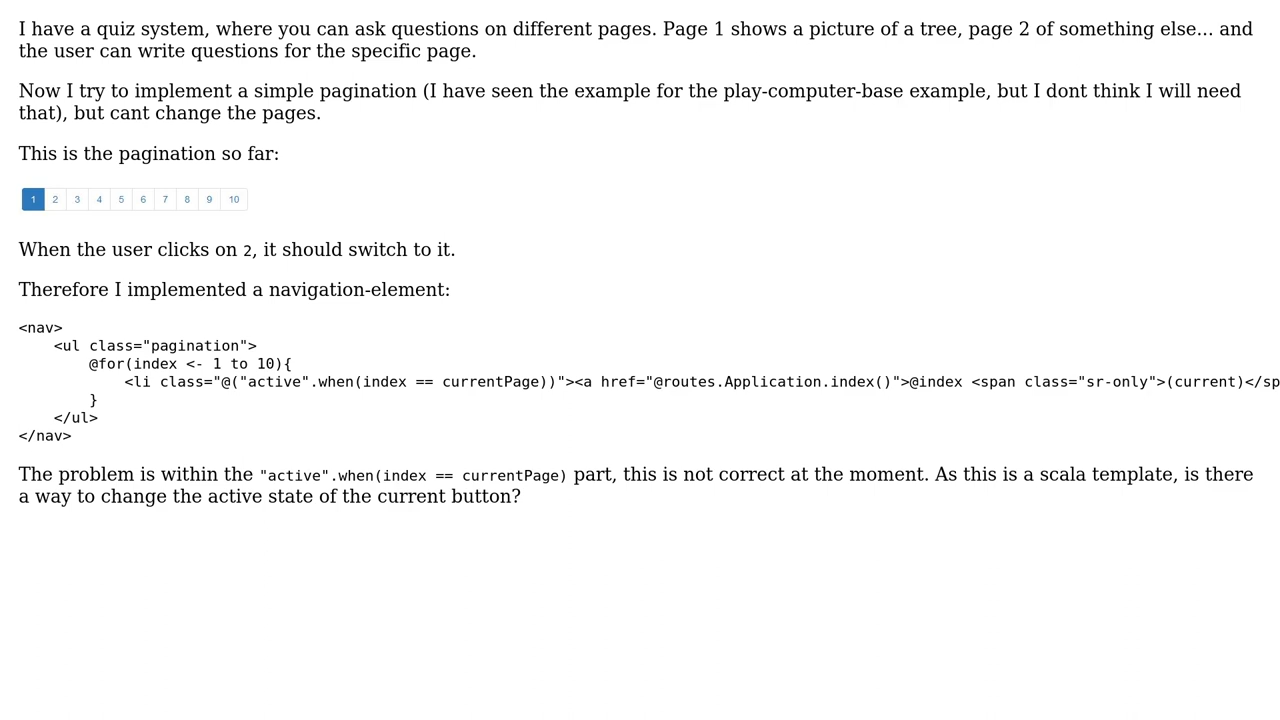 I have a quiz system, where you can ask questions on different pages. Page 1 shows a picture of a tree, page 2 of something else... and
the user can write questions for the specific page.
Now I try to implement a simple pagination (I have seen the example for the play-computer-base example, but I dont think I will need
that), but cant change the pages.
This is the pagination so far:
1 2 3 4 5 6 7 8 9 10
When the user clicks on 2, it should switch to it.
Therefore I implemented a navigation-element:
<nav>
    <ul class="pagination">
        @for(index <- 1 to 10){
            <li class="@("active".when(index == currentPage))"><a href="@routes.Application.index()">@index <span class="sr-only">(current)</sp
        }
    </ul>
</nav>
The problem is within the "active".when(index == currentPage) part, this is not correct at the moment. As this is a scala template, is there
a way to change the active state of the current button?